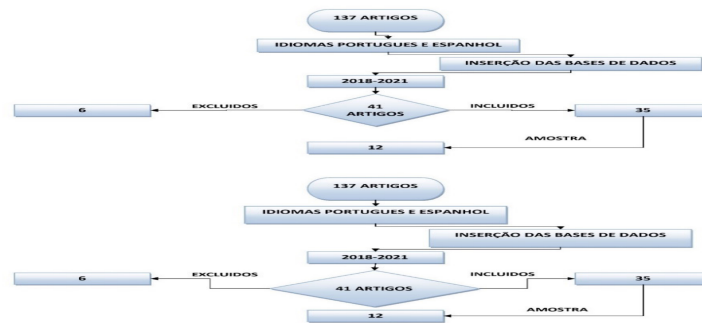 137 ARTIGOS
IDIOMAS PORTUGUES E ESPANHOL
INSERÇÃO DAS BASES DE DADOS
2018-2021
6
EXCLUIDOS
41
ARTIGOS
INCLUIDOS
35
AMOSTRA
12
137 ARTIGOS
IDIOMAS PORTUGUES E ESPANHOL
INSERÇÃO DAS BASES DE DADOS
2018-2021
6
EXCLUIDOS
41 ARTIGOS
INCLUIDOS
35
AMOSTRA
12